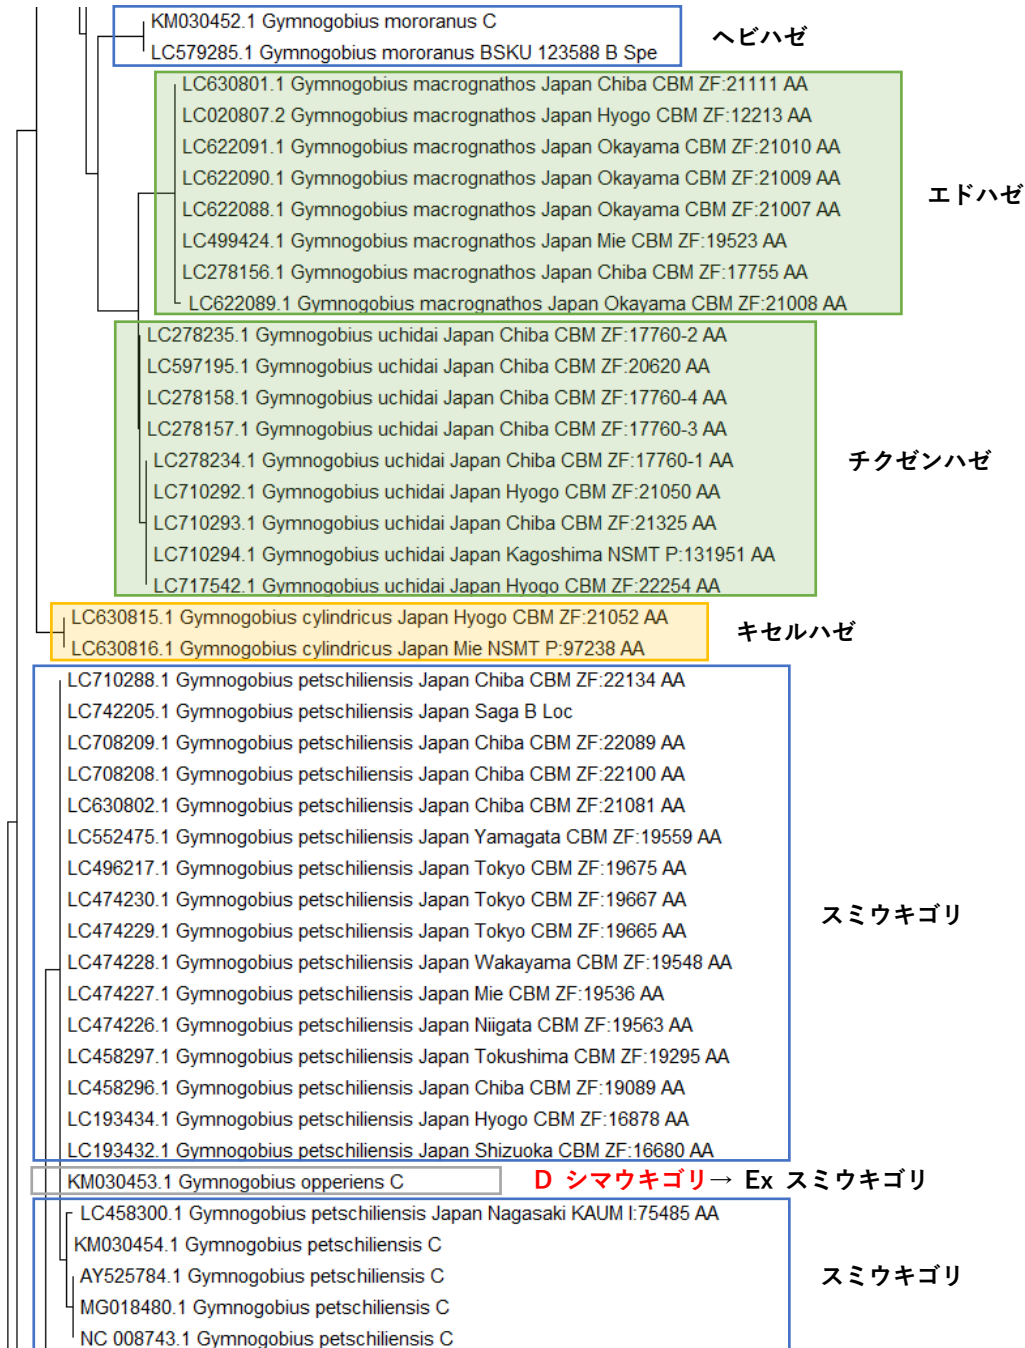 KM030452.1 Gymnogobius mororanus C
LC579285.1 Gymnogobius mororanus BSKU 123588 B Spe
ヘビハゼ
LC630801.1 Gymnogobius macrognathos Japan Chiba CBM ZF:21111 AA
LC020807.2 Gymnogobius macrognathos Japan Hyogo CBM ZF:12213 AA
LC622091.1 Gymnogobius macrognathos Japan Okayama CBM ZF:21010 AA
LC622090.1 Gymnogobius macrognathos Japan Okayama CBM ZF:21009 AA
LC622088.1 Gymnogobius macrognathos Japan Okayama CBM ZF:21007 AA
LC499424.1 Gymnogobius macrognathos Japan Mie CBM ZF:19523 AA
LC278156.1 Gymnogobius macrognathos Japan Chiba CBM ZF:17755 AA
LC622089.1 Gymnogobius macrognathos Japan Okayama CBM ZF:21008 AA
エドハゼ
LC278235.1 Gymnogobius uchidai Japan Chiba CBM ZF:17760-2 AA
LC597195.1 Gymnogobius uchidai Japan Chiba CBM ZF:20620 AA
LC278158.1 Gymnogobius uchidai Japan Chiba CBM ZF:17760-4 AA
LC278157.1 Gymnogobius uchidai Japan Chiba CBM ZF:17760-3 AA
LC278234.1 Gymnogobius uchidai Japan Chiba CBM ZF:17760-1 AA
LC710292.1 Gymnogobius uchidai Japan Hyogo CBM ZF:21050 AA
LC710293.1 Gymnogobius uchidai Japan Chiba CBM ZF:21325 AA
LC710294.1 Gymnogobius uchidai Japan Kagoshima NSMT P:131951 AA
LC717542.1 Gymnogobius uchidai Japan Hyogo CBM ZF:22254 AA
チクゼンハゼ
LC630815.1 Gymnogobius cylindricus Japan Hyogo CBM ZF:21052 AA
LC630816.1 Gymnogobius cylindricus Japan Mie NSMT P:97238 AA
キセルハゼ
LC710288.1 Gymnogobius petschiliensis Japan Chiba CBM ZF:22134 AA
LC742205.1 Gymnogobius petschiliensis Japan Saga B Loc
LC708209.1 Gymnogobius petschiliensis Japan Chiba CBM ZF:22089 AA
LC708208.1 Gymnogobius petschiliensis Japan Chiba CBM ZF:22100 AA
LC630802.1 Gymnogobius petschiliensis Japan Chiba CBM ZF:21081 AA
LC552475.1 Gymnogobius petschiliensis Japan Yamagata CBM ZF:19559 AA
LC496217.1 Gymnogobius petschiliensis Japan Tokyo CBM ZF:19675 AA
LC474230.1 Gymnogobius petschiliensis Japan Tokyo CBM ZF:19667 AA
LC474229.1 Gymnogobius petschiliensis Japan Tokyo CBM ZF:19665 AA
LC474228.1 Gymnogobius petschiliensis Japan Wakayama CBM ZF:19548 AA
LC474227.1 Gymnogobius petschiliensis Japan Mie CBM ZF:19536 AA
LC474226.1 Gymnogobius petschiliensis Japan Niigata CBM ZF:19563 AA
LC458297.1 Gymnogobius petschiliensis Japan Tokushima CBM ZF:19295 AA
LC458296.1 Gymnogobius petschiliensis Japan Chiba CBM ZF:19089 AA
LC193434.1 Gymnogobius petschiliensis Japan Hyogo CBM ZF:16878 AA
LC193432.1 Gymnogobius petschiliensis Japan Shizuoka CBM ZF:16680 AA
スミウキゴリ
KM030453.1 Gymnogobius opperiens C
D シマウキゴリ→ Ex スミウキゴリ
LC458300.1 Gymnogobius petschiliensis Japan Nagasaki KAUM I:75485 AA
KM030454.1 Gymnogobius petschiliensis C
AY525784.1 Gymnogobius petschiliensis C
MG018480.1 Gymnogobius petschiliensis C
NC 008743.1 Gymnogobius petschiliensis C
スミウキゴリ